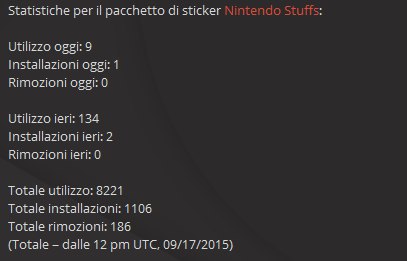 Statistiche per il pacchetto di sticker Nintendo Stuffs:
Utilizzo oggi: 9
Installazioni oggi: 1
Rimozioni oggi: 0
Utilizzo ieri: 134
Installazioni ieri: 2
Rimozioni ieri: 0
Totale utilizzo: 8221
Totale installazioni: 1106
Totale rimozioni: 186
(Totale – dalle 12 pm UTC, 09/17/2015)